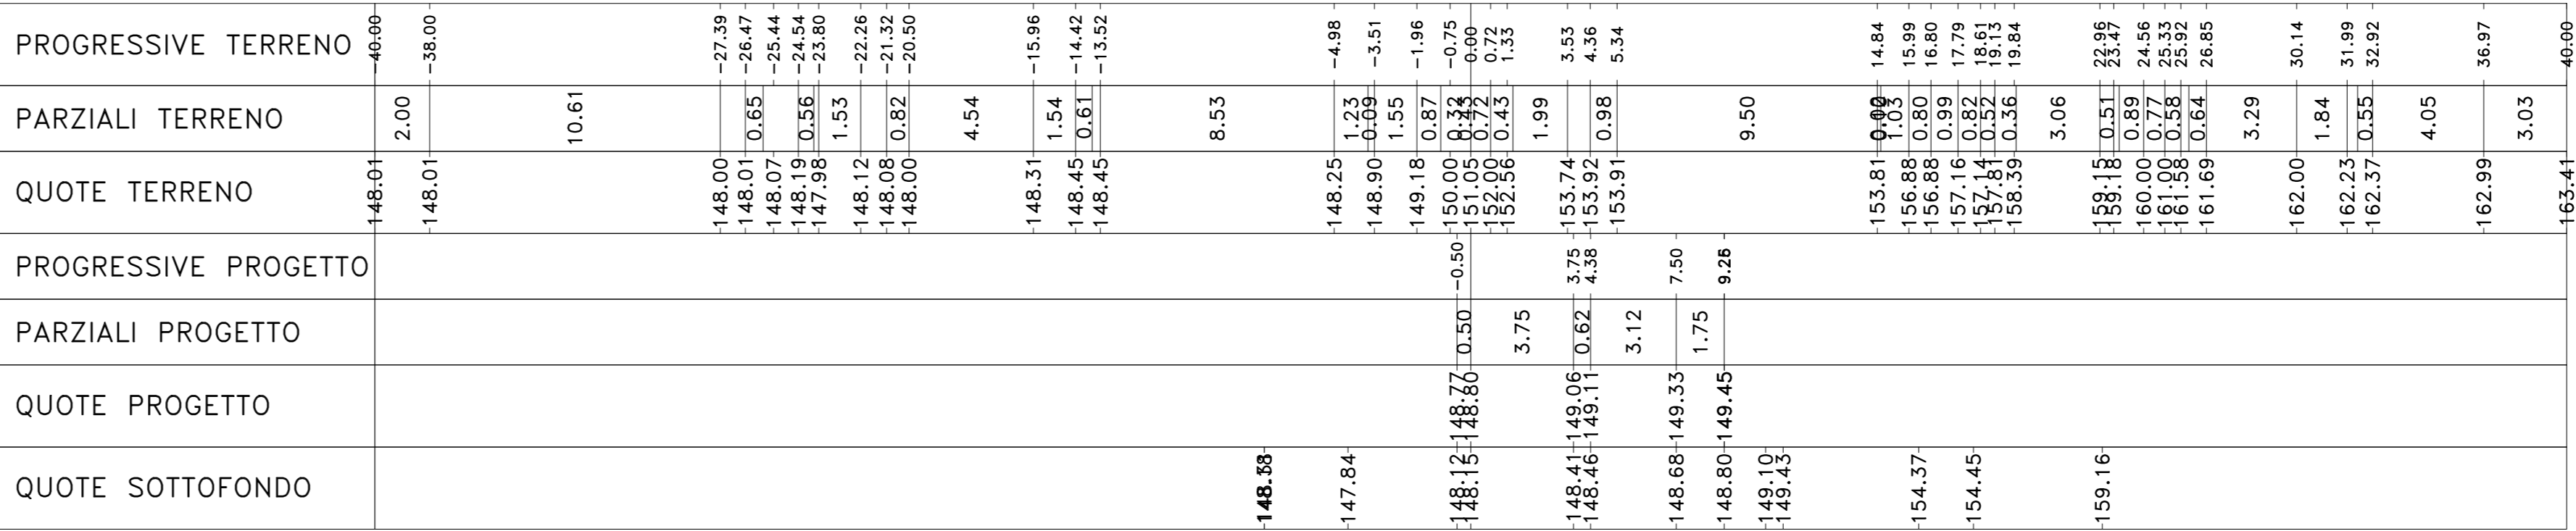 PROGRESSIVE TERRENO -40.00 -38.00 -27.39 -26.47 -25.44 -24.54 -23.80 -22.26 -21.32 -20.50 -15.96 -14.42 -13.52 -4.98 -3.51 -1.96 -0.75 0.00 0.72 1.33 3.53 4.36 5.34 14.84 15.99 16.80 17.79 18.61 19.13 19.84 22.96 23.47 24.56 25.33 25.92 26.85 30.14 31.99 32.92 36.97 40.00
PARZIALI TERRENO 2.00 10.61 0.65 0.56 1.53 0.82 4.54 1.54 0.61 8.53 1.23 0.09 1.55 0.87 0.32 0.43 0.72 0.43 1.99 0.98 9.50 1.03 0.80 0.99 0.82 0.52 0.36 3.06 0.51 0.89 0.77 0.58 0.64 3.29 1.84 0.55 4.05 3.03
QUOTE TERRENO 148.01 148.01 148.00 148.01 148.07 148.19 147.98 148.12 148.08 148.00 148.31 148.45 148.45 148.25 148.90 149.18 150.00 151.05 152.00 152.56 153.74 153.92 153.91 153.81 156.88 156.88 157.16 157.14 157.81 158.39 159.15 159.18 160.00 161.00 161.58 161.69 162.00 162.23 162.37 162.99 163.41
PROGRESSIVE PROGETTO -0.50 3.75 4.38 7.50
PARZIALI PROGETTO 0.50 3.75 0.62 3.12 1.75
QUOTE PROGETTO 148.77 148.80 149.06 149.11 149.33 149.45
QUOTE SOTTOFONDO 147.84 148.12 148.15 148.41 148.46 148.68 148.80 149.10 149.43 154.37 154.45 159.16